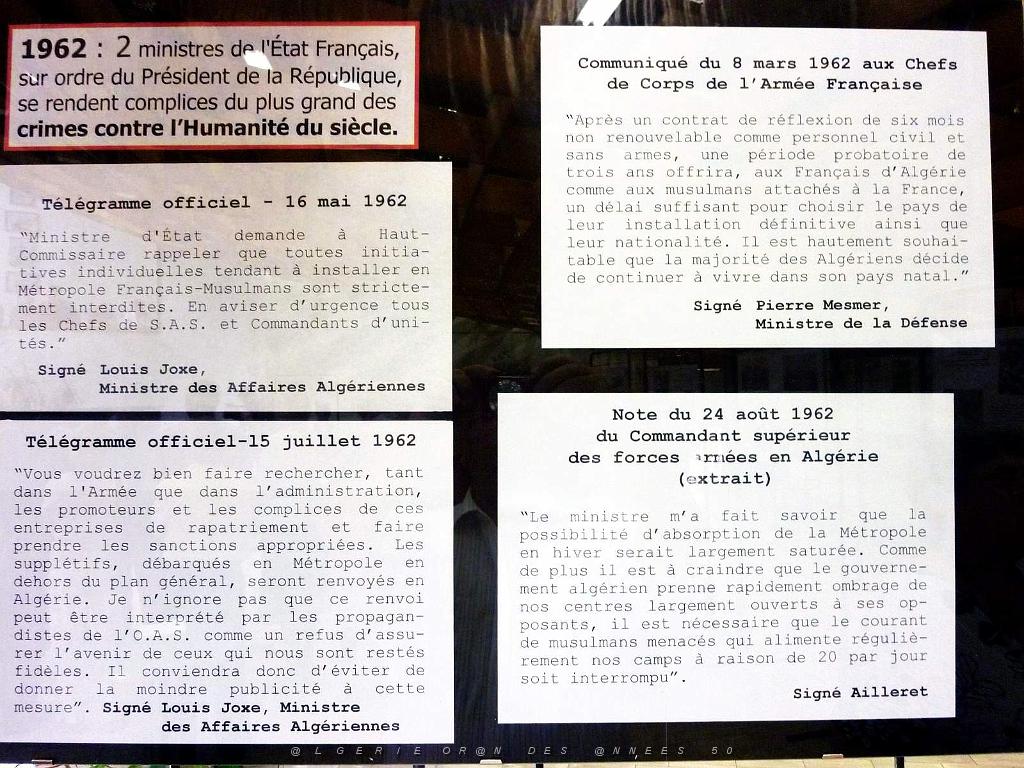 1962 : 2 ministres de l'État Français,
sur ordre du Président de la République,
se rendent complices du plus grand des
crimes contre l'Humanité du siècle.
Télégramme officiel - 16 mai 1962
"Ministre d'État demande à Haut-
Commissaire rappeler que toutes initia-
tives individuelles tendant à installer en
Métropole Français-Musulmans sont stricte-
ment interdites. En aviser d'urgence tous
les Chefs de S.A.S. et Commandants d'uni-
tés."
Signé Louis Joxe,
Ministre des Affaires Algériennes
Télégramme officiel-15 juillet 1962
"Vous voudrez bien faire rechercher, tant
dans l'Armée que dans l'administration,
les promoteurs et les complices de ces
entreprises de rapatriement et faire
prendre les sanctions appropriées. Les
supplétifs, débarqués en Métropole en
dehors du plan général, seront renvoyés en
Algérie. Je n'ignore pas que ce renvoi
peut être interprété par les propagan-
distes de l'O.A.S. comme un refus d'assu-
rer l'avenir de ceux qui nous sont restés
fidèles. Il conviendra donc d'éviter de
donner la moindre publicité à cette
mesure". Signé Louis Joxe, Ministre
des Affaires Algériennes
Communiqué du 8 mars 1962 aux Chefs
de Corps de l'Armée Française
"Après un contrat de réflexion de six mois
non renouvelable comme personnel civil et
sans armes, une période probatoire de
trois ans offrira, aux Français d'Algérie
comme aux musulmans attachés à la France,
un délai suffisant pour choisir le pays de
leur installation définitive ainsi que
leur nationalité. Il est hautement souhai-
table que la majorité des Algériens décide
de continuer à vivre dans son pays natal."
Signé Pierre Mesmer,
Ministre de la Défense
Note du 24 août 1962
du Commandant supérieur
des forces armées en Algérie
(extrait)
"Le ministre m'a fait savoir que la
possibilité d'absorption de la Métropole
en hiver serait largement saturée. Comme
de plus il est à craindre que le gouverne-
ment algérien prenne rapidement ombrage de
nos centres largement ouverts à ses op-
posants, il est nécessaire que le courant
de musulmans menacés qui alimente réguliè-
rement nos camps à raison de 20 par jour
soit interrompu".
Signé Ailleret
@LGERIE OR@N DES @NNEES 50